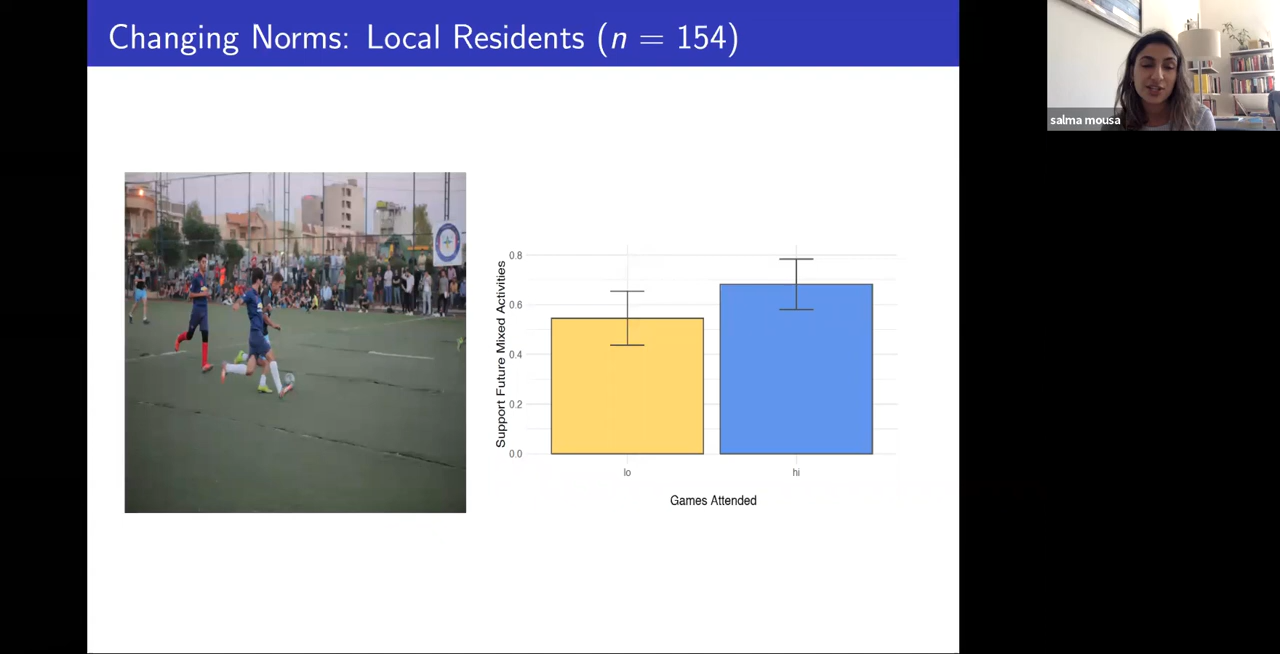 Changing Norms: Local Residents (n = 154)
salma mousa
Support Future Mixed Activities
0.8
0.6
0.4
0.2
0.0
lo
hi
Games Attended